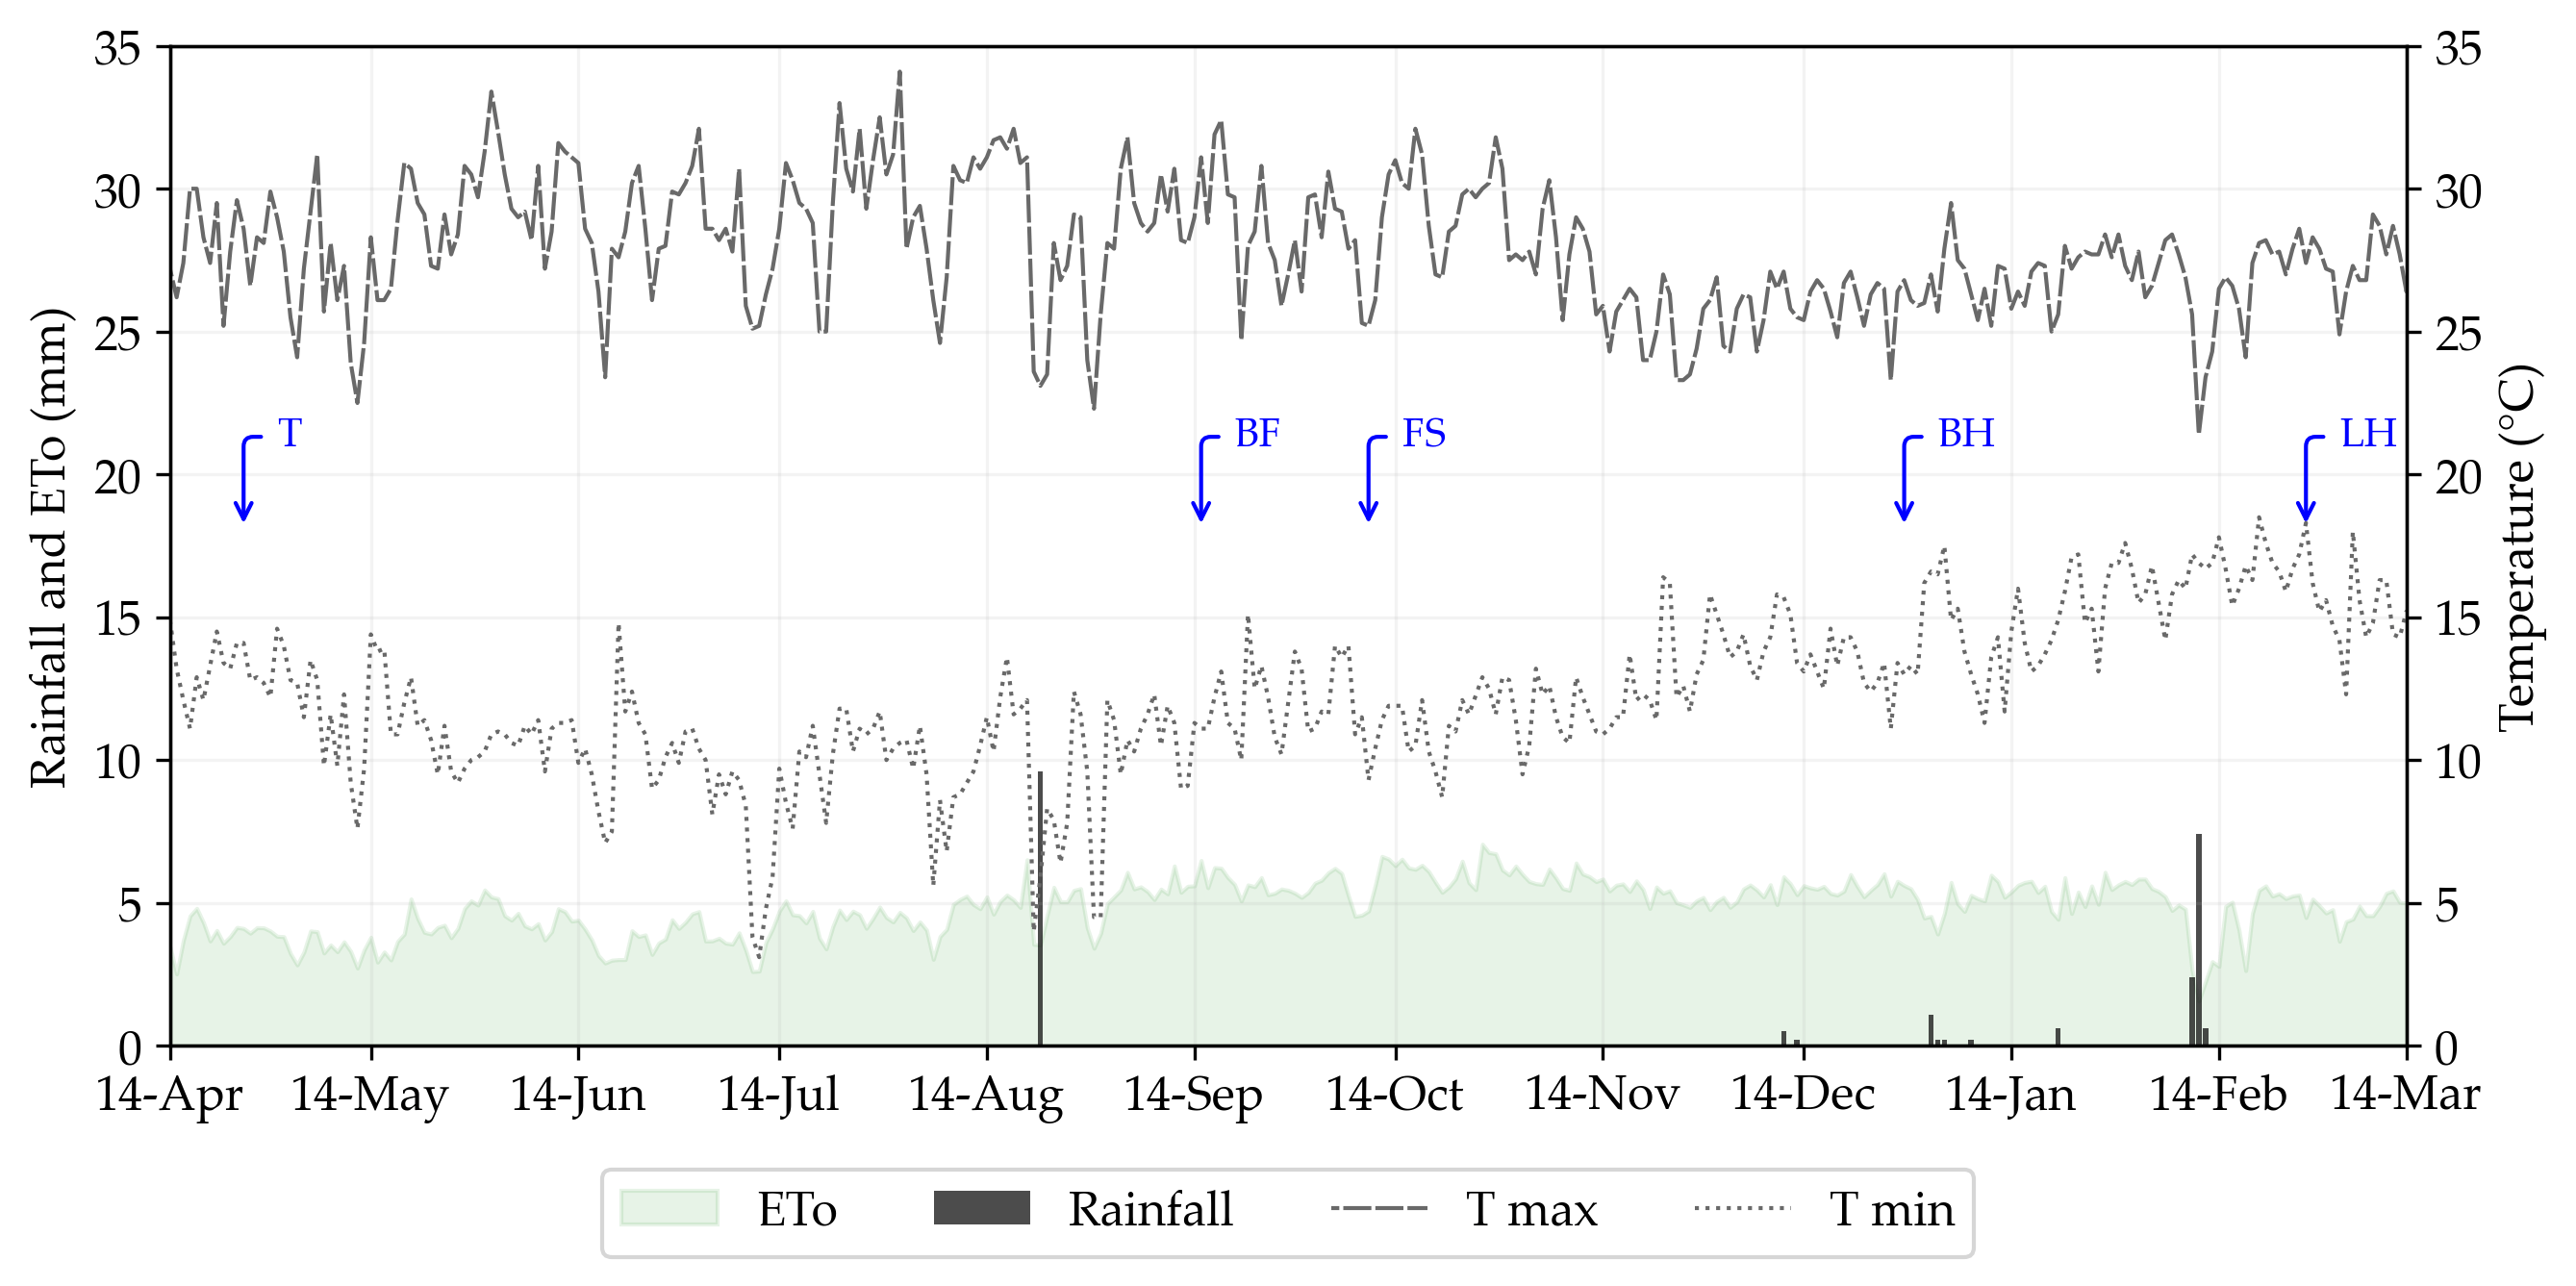 Rainfall and ETo (mm)
35
30
25
20
15
10
5
0
T
BF
FS
BH
LH
35
30
25
20
15
10
5
0
Temperature (°C)
14-Apr 14-May 14-Jun 14-Jul 14-Aug 14-Sep 14-Oct 14-Nov 14-Dec 14-Jan 14-Feb 14-Mar
ETo Rainfall T max T min